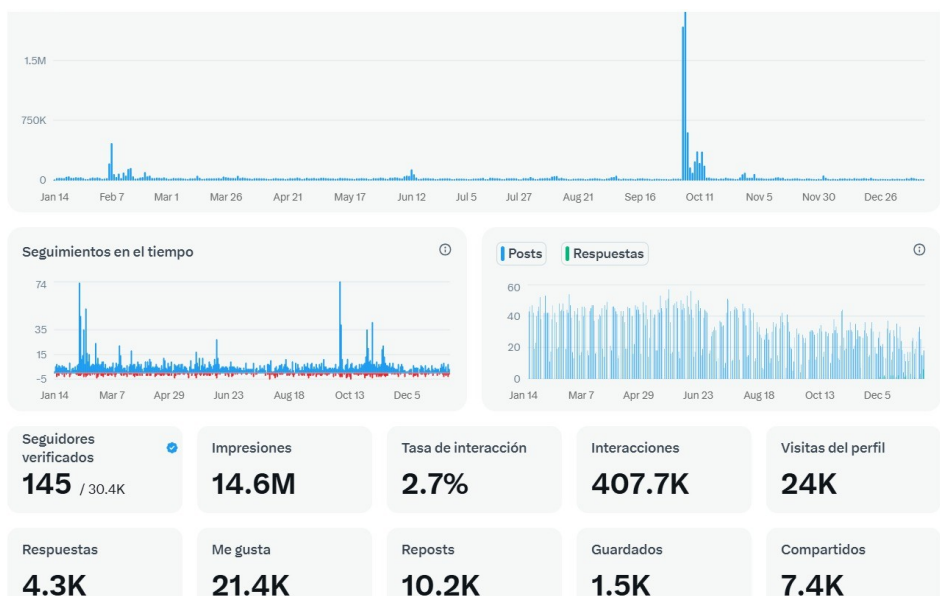 1.5M
750K
0
Jan 14 Feb 7 Mar 1 Mar 26 Apr 21 May 17 Jun 12 Jul 5 Jul 27 Aug 21 Sep 16 Oct 11 Nov 5 Nov 30 Dec 26
Seguimientos en el tiempo
74
35
15
-5
Jan 14 Mar 7 Apr 29 Jun 23 Aug 18 Oct 13 Dec 5
Posts Respuestas
60
40
20
0
Jan 14 Mar 7 Apr 29 Jun 23 Aug 18 Oct 13 Dec 5
Seguidores
verificados
145 / 30.4K
Impresiones
14.6M
Tasa de interacción
2.7%
Interacciones
407.7K
Visitas del perfil
24K
Respuestas
4.3K
Me gusta
21.4K
Reposts
10.2K
Guardados
1.5K
Compartidos
7.4K